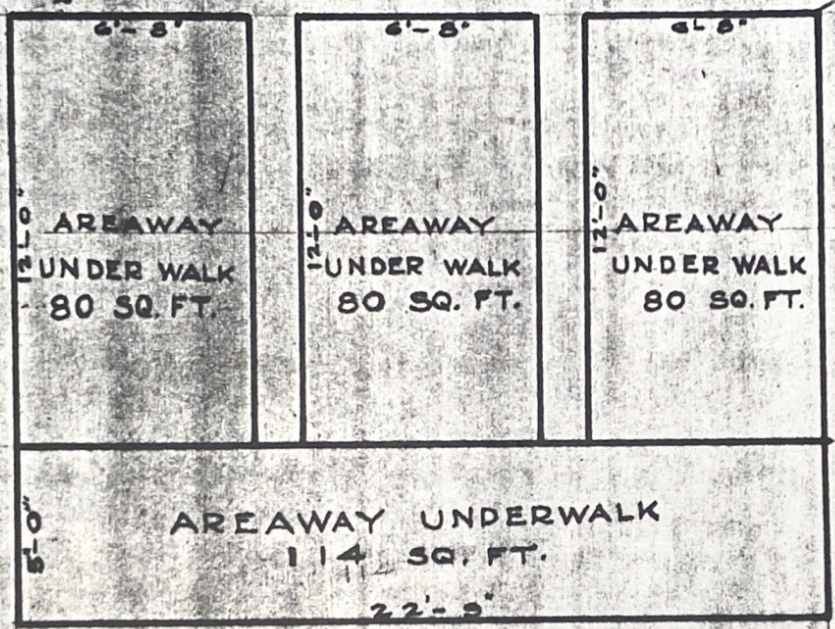 6'-8"
12'-0"
AREAWAY
UNDER WALK
80 SQ. FT.
6'-8"
12'-0"
AREAWAY
UNDER WALK
80 SQ. FT.
6'-8"
12'-0"
AREAWAY
UNDER WALK
80 SQ. FT.
5'-0"
AREAWAY UNDERWALK
114 SQ. FT.
22'-9"